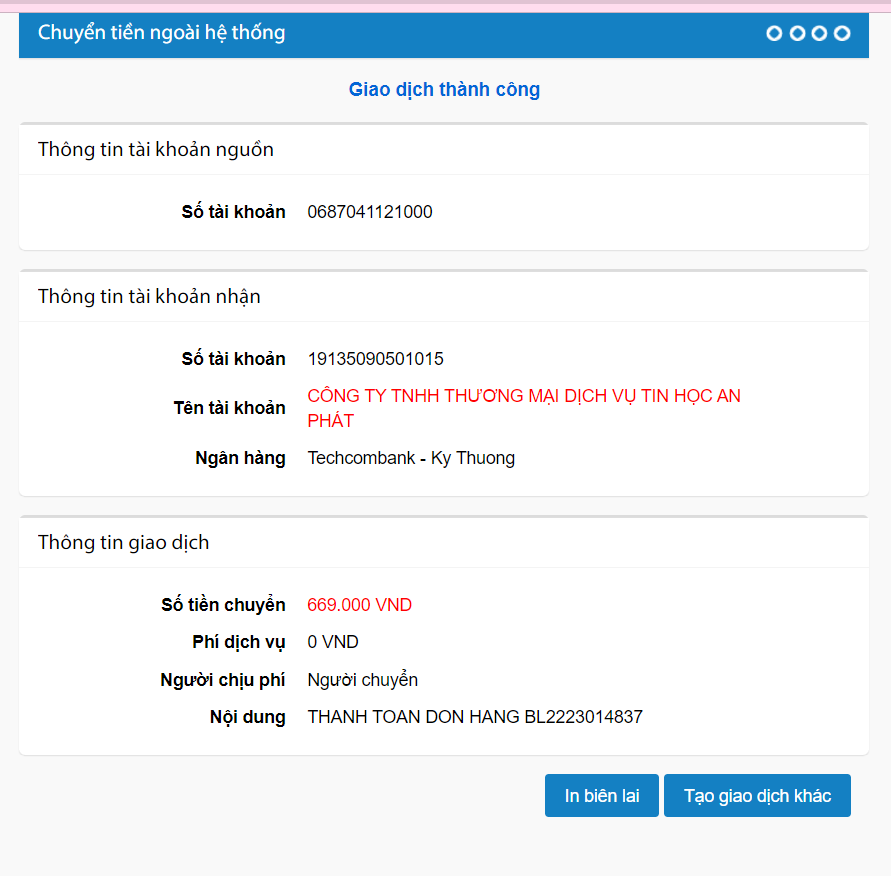 Chuyển tiền ngoài hệ thống
Giao dịch thành công
Thông tin tài khoản nguồn
Số tài khoản 0687041121000
Thông tin tài khoản nhận
Số tài khoản 19135090501015
Tên tài khoản CÔNG TY TNHH THƯƠNG MẠI DỊCH VỤ TIN HỌC AN
PHÁT
Ngân hàng Techcombank - Ky Thuong
Thông tin giao dịch
Số tiền chuyển 669.000 VND
Phí dịch vụ 0 VND
Người chịu phí Người chuyển
Nội dung THANH TOAN DON HANG BL2223014837
In biên lai Tạo giao dịch khác